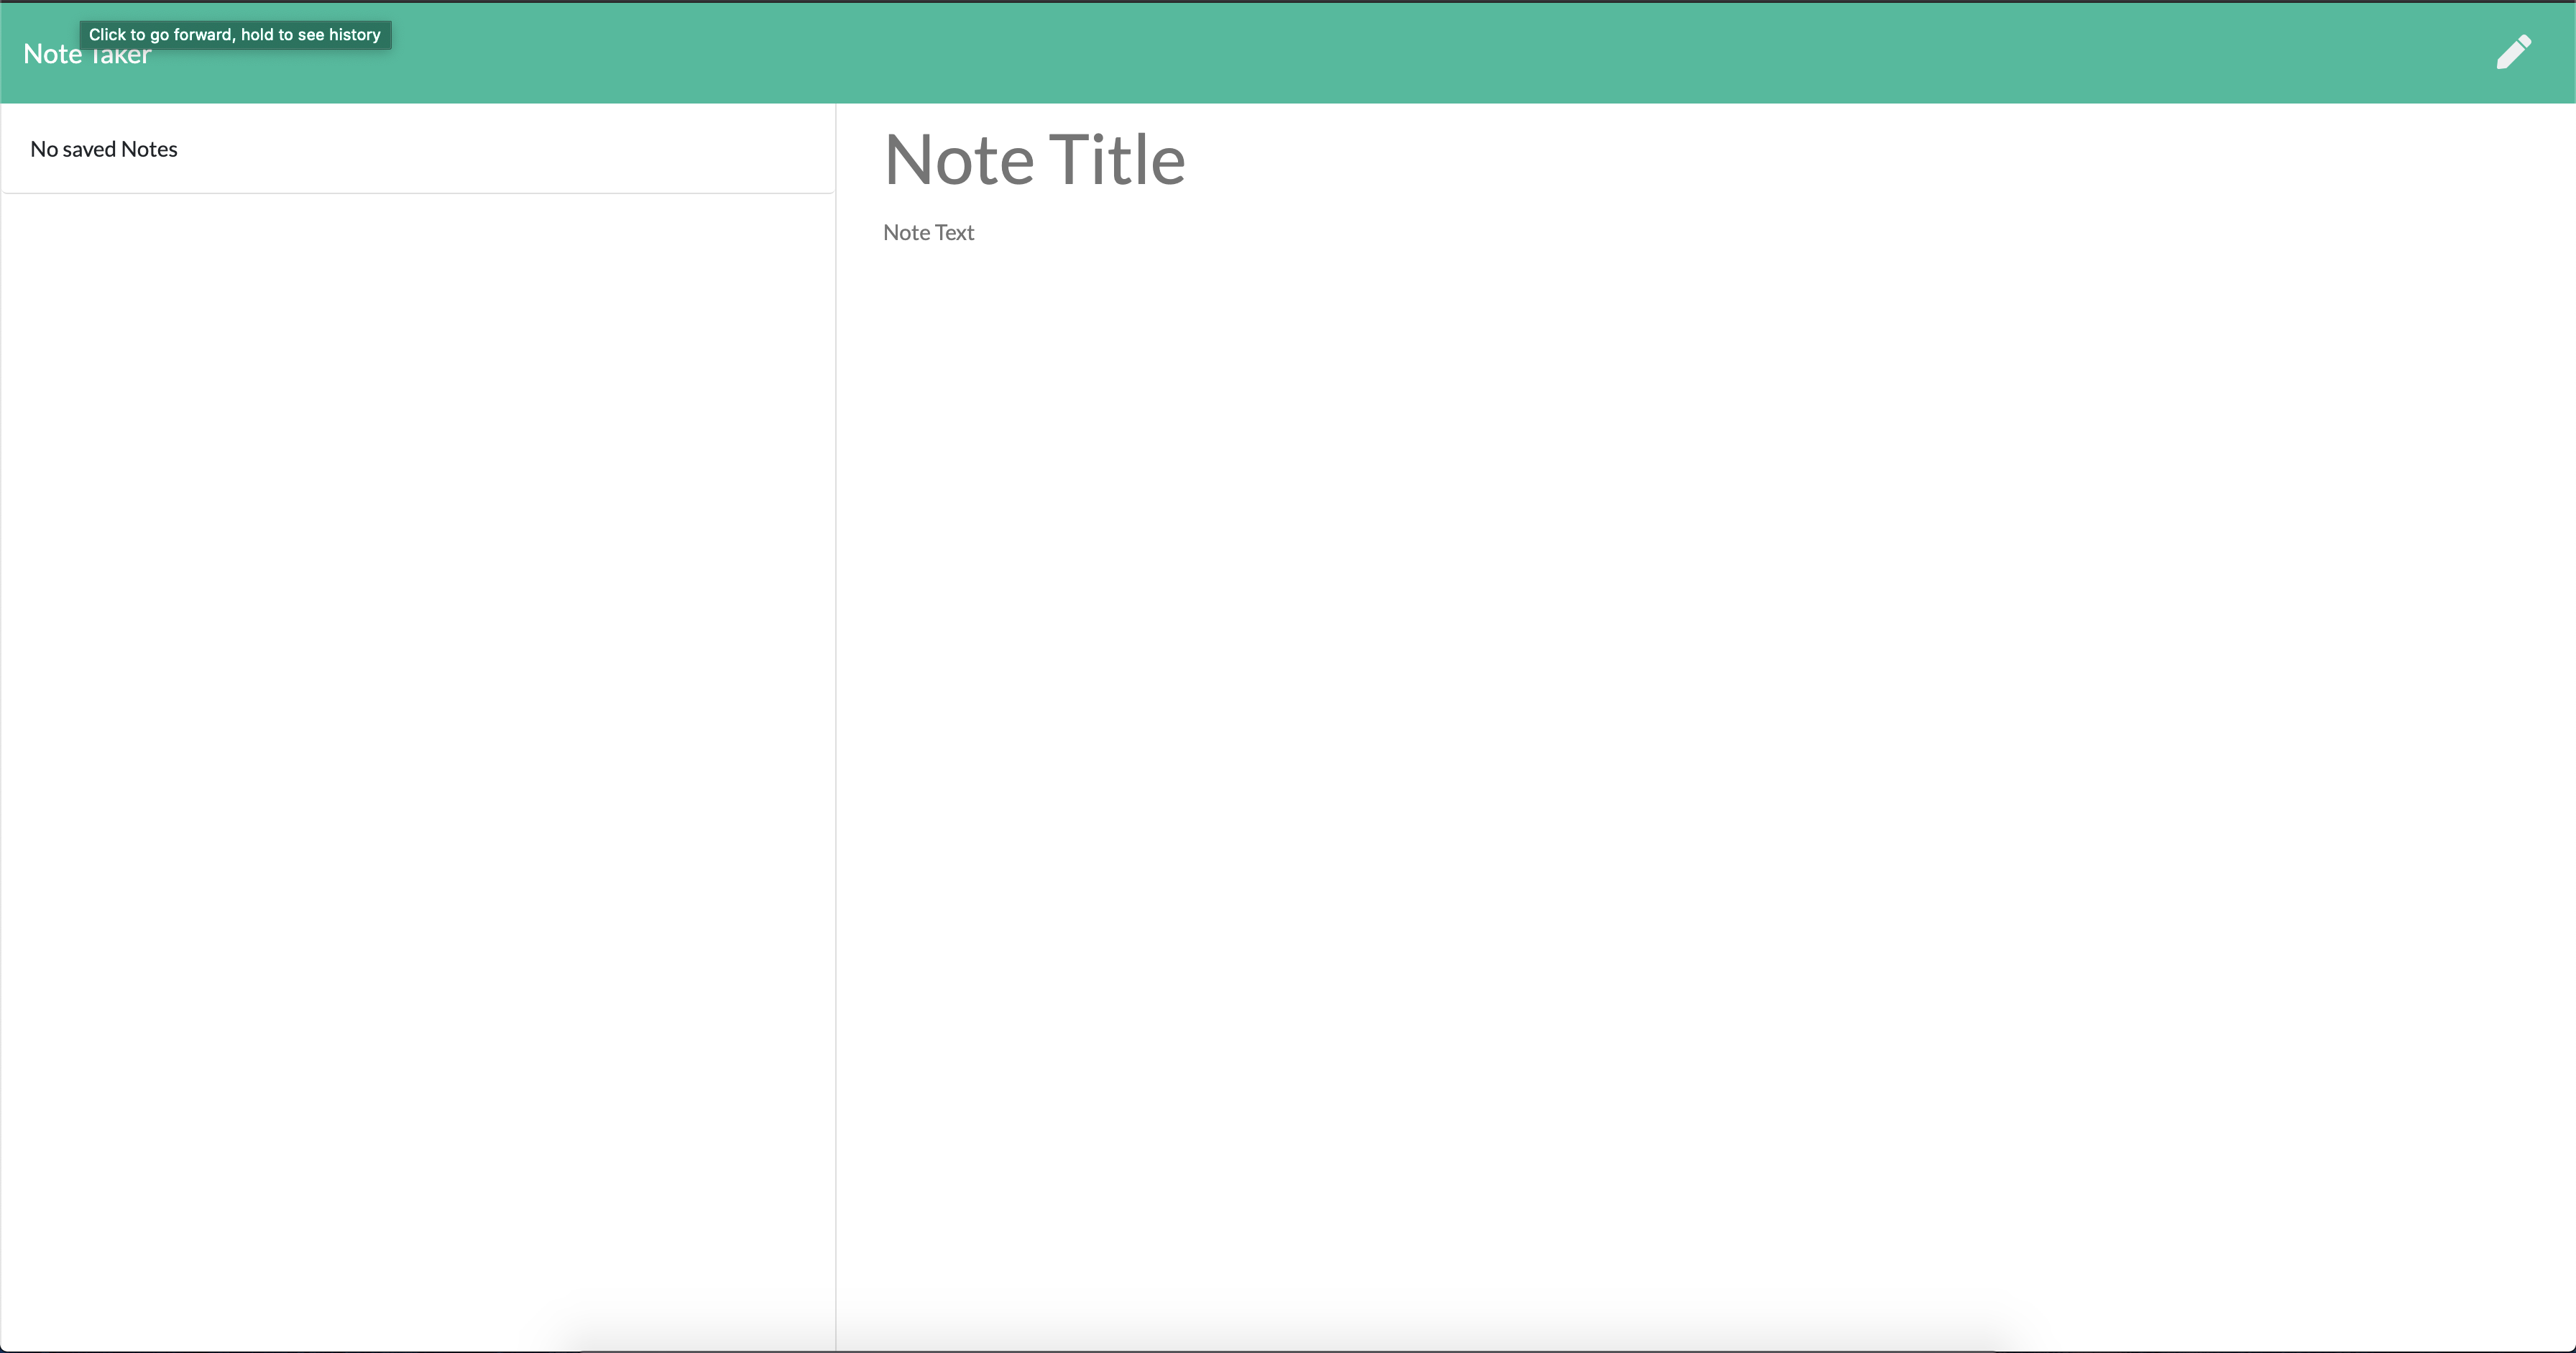 Click to go forward, hold to see history
Note Taker
No saved Notes
Note Title
Note Text